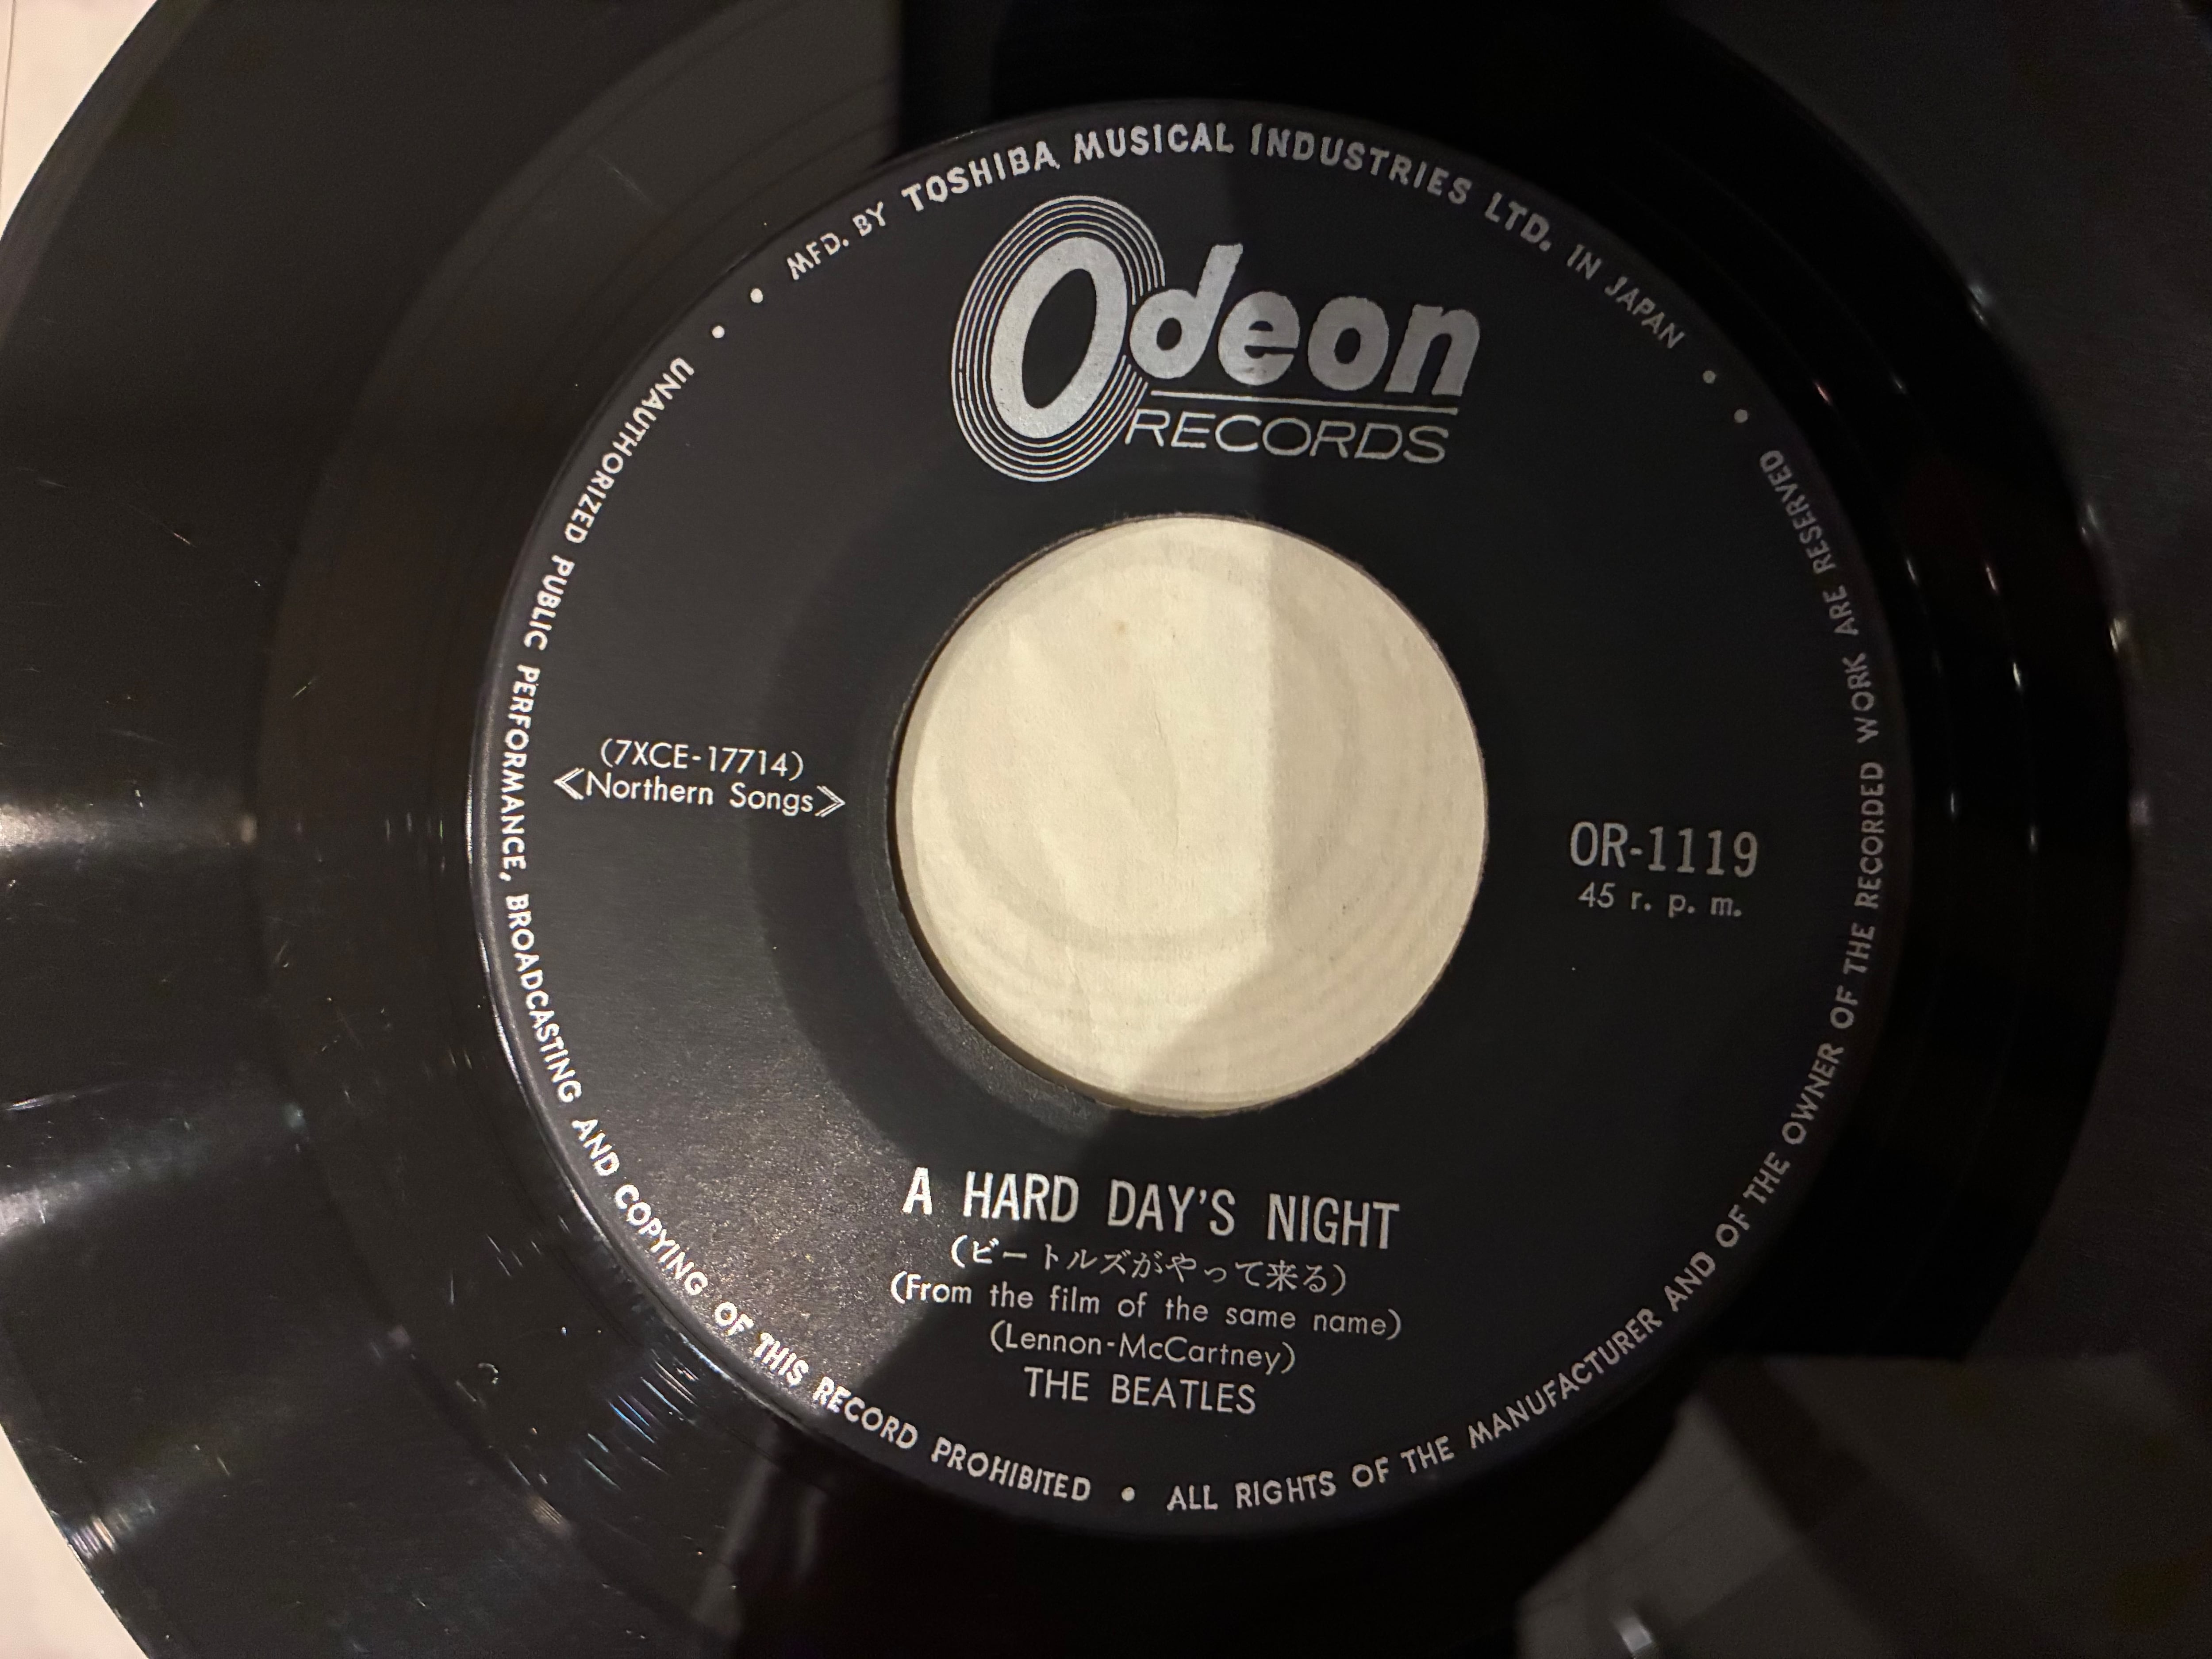 MFD. BY TOSHIBA MUSICAL INDUSTRIES LTD. IN JAPAN
Odeon
RECORDS
(7XCE-17714)
≪Northern Songs≫
OR-1119
45 r. p. m.
A HARD DAY'S NIGHT
(ビートルズがやって来る)
(From the film of the same name)
(Lennon-McCartney)
THE BEATLES
UNAUTHORIZED PUBLIC PERFORMANCE, BROADCASTING AND COPYING OF THIS RECORD PROHIBITED • ALL RIGHTS OF THE MANUFACTURER AND OF THE OWNER OF THE RECORDED WORK ARE RESERVED